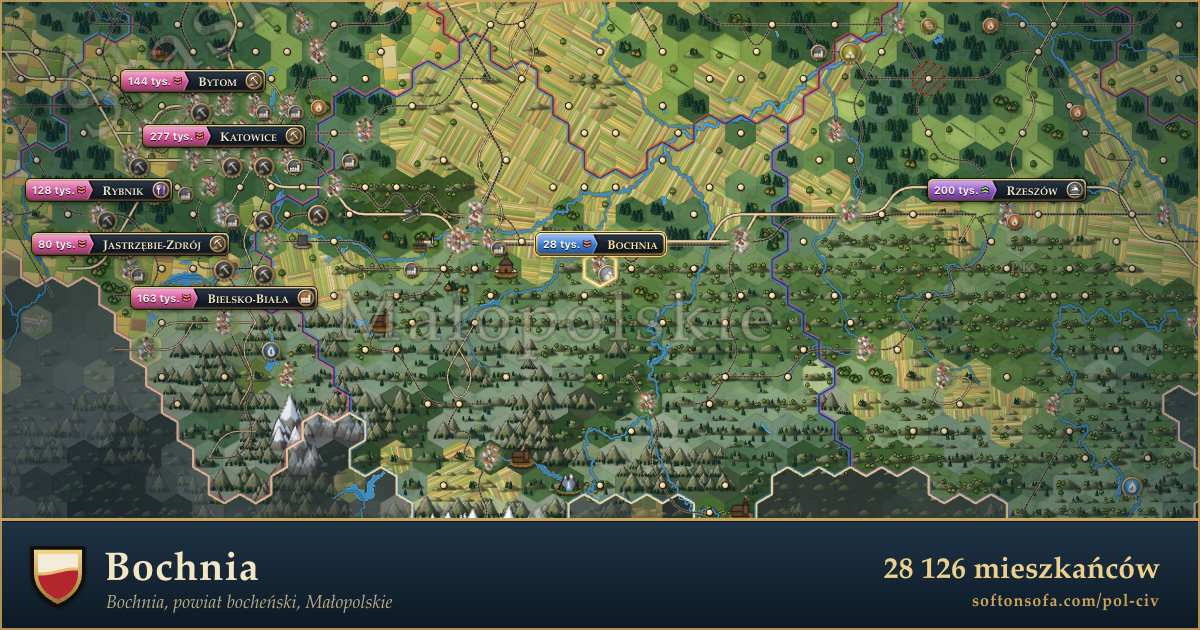 144 tys. Bytom
277 tys. Katowice
128 tys. Rybnik
200 tys. Rzeszów
80 tys. Jastrzębie-Zdrój
28 tys. Bochnia
163 tys. Bielsko-Biała
Małopolskie
Bochnia
28 126 mieszkańców
Bochnia, powiat bocheński, Małopolskie
softonsofa.com/pol-civ